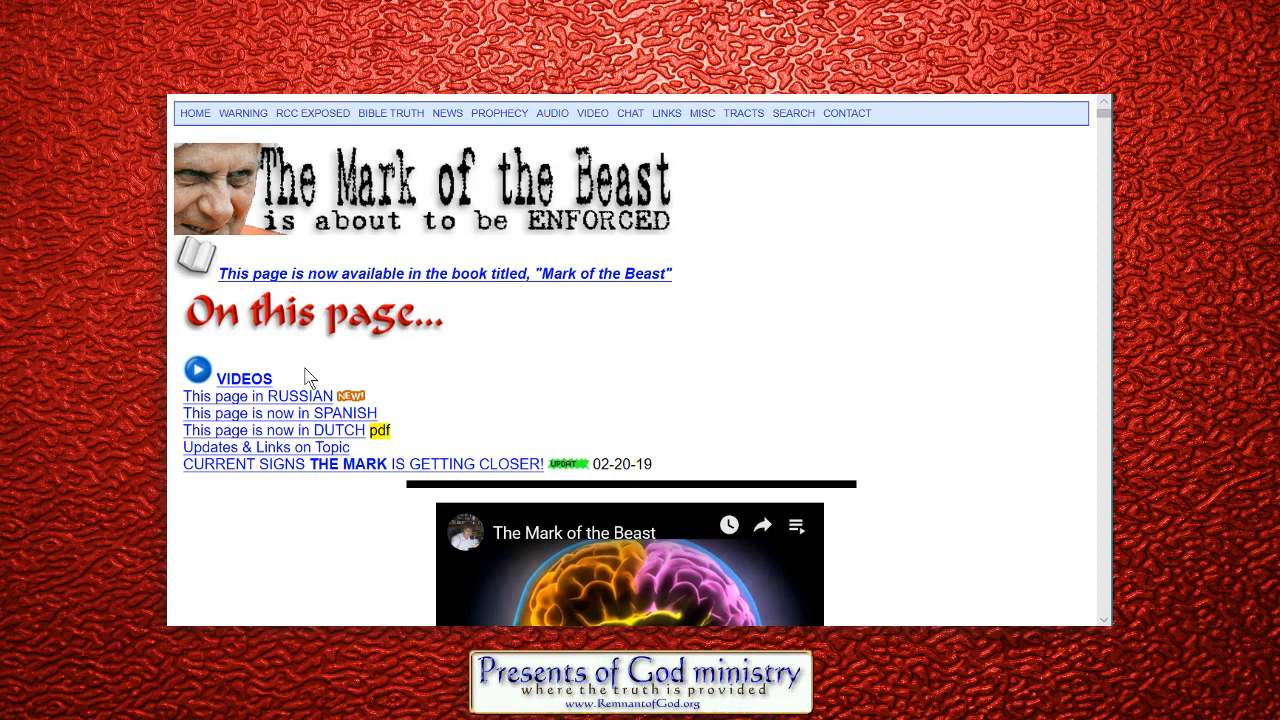 HOME WARNING RCC EXPOSED BIBLE TRUTH NEWS PROPHECY AUDIO VIDEO CHAT LINKS MISC TRACTS SEARCH CONTACT
The Mark of the Beast
is about to be ENFORCED
This page is now available in the book titled, "Mark of the Beast"
On this page...
VIDEOS
This page in RUSSIAN NEW!
This page is now in SPANISH
This page is now in DUTCH pdf
Updates & Links on Topic
CURRENT SIGNS THE MARK IS GETTING CLOSER! UPDAT 02-20-19
The Mark of the Beast
Presents of God ministry
where the truth is provided
www.RemnantofGod.org